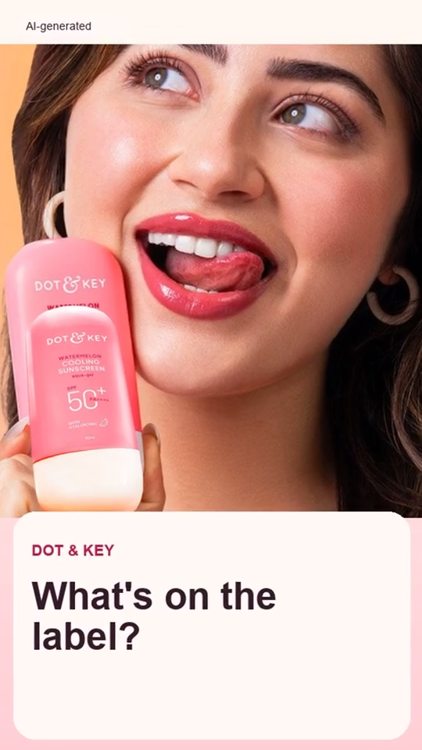 AI-generated
DOT & KEY
WATERMELON
DOT & KEY
WATERMELON
COOLING
SUNSCREEN
SPF
50+
DOT & KEY
What's on the
label?